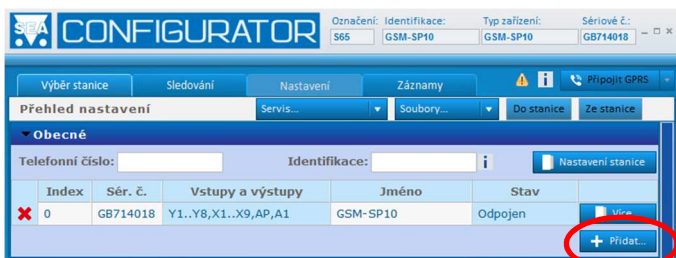 SEA CONFIGURATOR
Označení: Identifikace: Typ zařízení: Sériové č.:
S65 GSM-SP10 GSM-SP10 GB714018
Výběr stanice Sledování Nastavení Záznamy Připojit GPRS
Přehled nastavení Servis... Soubory... Do stanice Ze stanice
Obecné
Telefonní číslo: Identifikace: i Nastavení stanice
Index Sér. č. Vstupy a výstupy Jméno Stav
0 GB714018 Y1..Y8,X1..X9,AP,A1 GSM-SP10 Odpojen Více
Přidat...